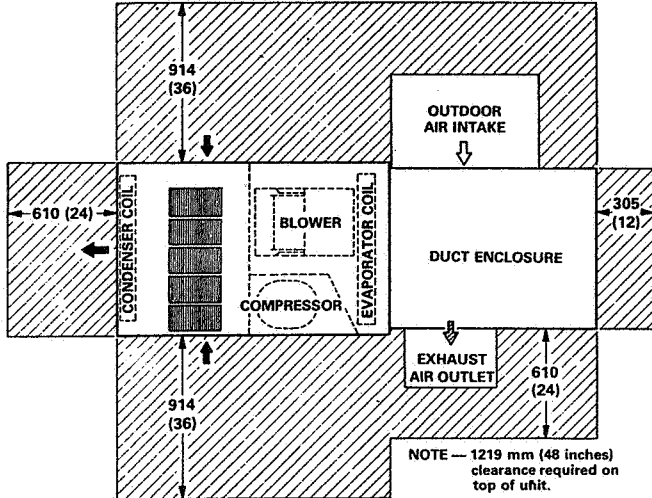 914
(36)
OUTDOOR
AIR INTAKE
610 (24)
CONDENSER COIL
BLOWER
EVAPORATOR COIL
305
(12)
DUCT ENCLOSURE
COMPRESSOR
EXHAUST
AIR OUTLET
914
(36)
610
(24)
NOTE — 1219 mm (48 inches)
clearance required on
top of unit.